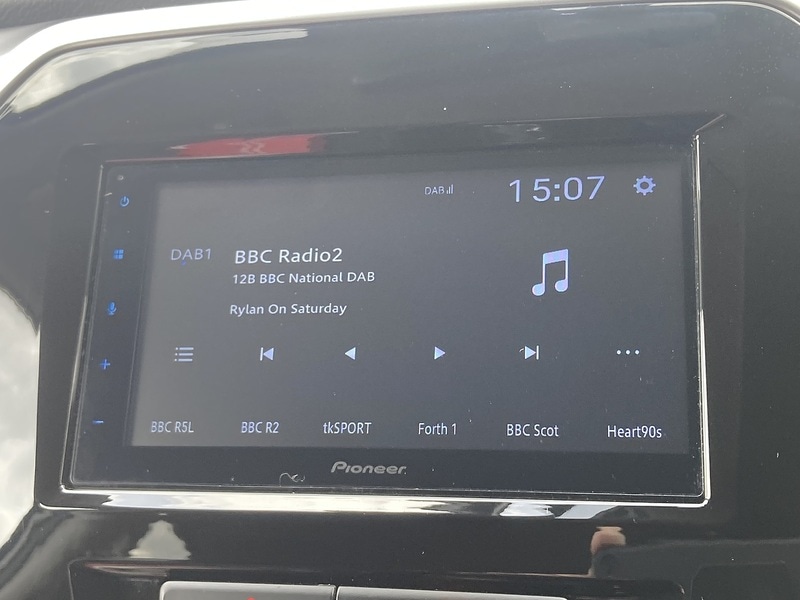 DAB
15:07
DAB1
BBC Radio2
12B BBC National DAB
Rylan On Saturday
BBC R5L
BBC R2
tkSPORT
Forth 1
BBC Scot
Heart90s
Pioneer